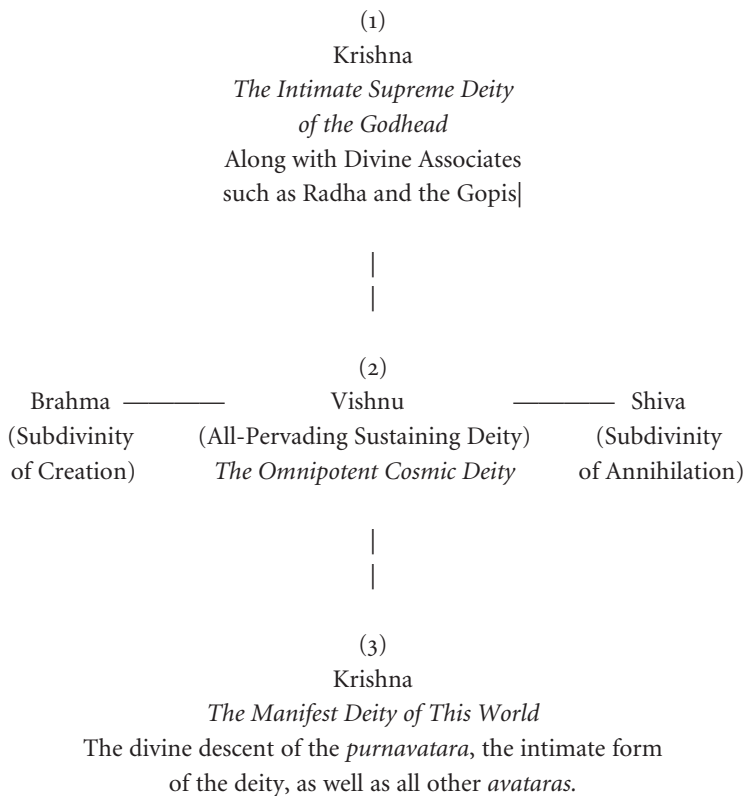 (1)
Krishna
The Intimate Supreme Deity
of the Godhead
Along with Divine Associates
such as Radha and the Gopis|
|
|
(2)
Brahma ———— Vishnu ———— Shiva
(Subdivinity (All-Pervading Sustaining Deity) (Subdivinity
of Creation) The Omnipotent Cosmic Deity of Annihilation)
|
|
(3)
Krishna
The Manifest Deity of This World
The divine descent of the purnavatara, the intimate form
of the deity, as well as all other avataras.